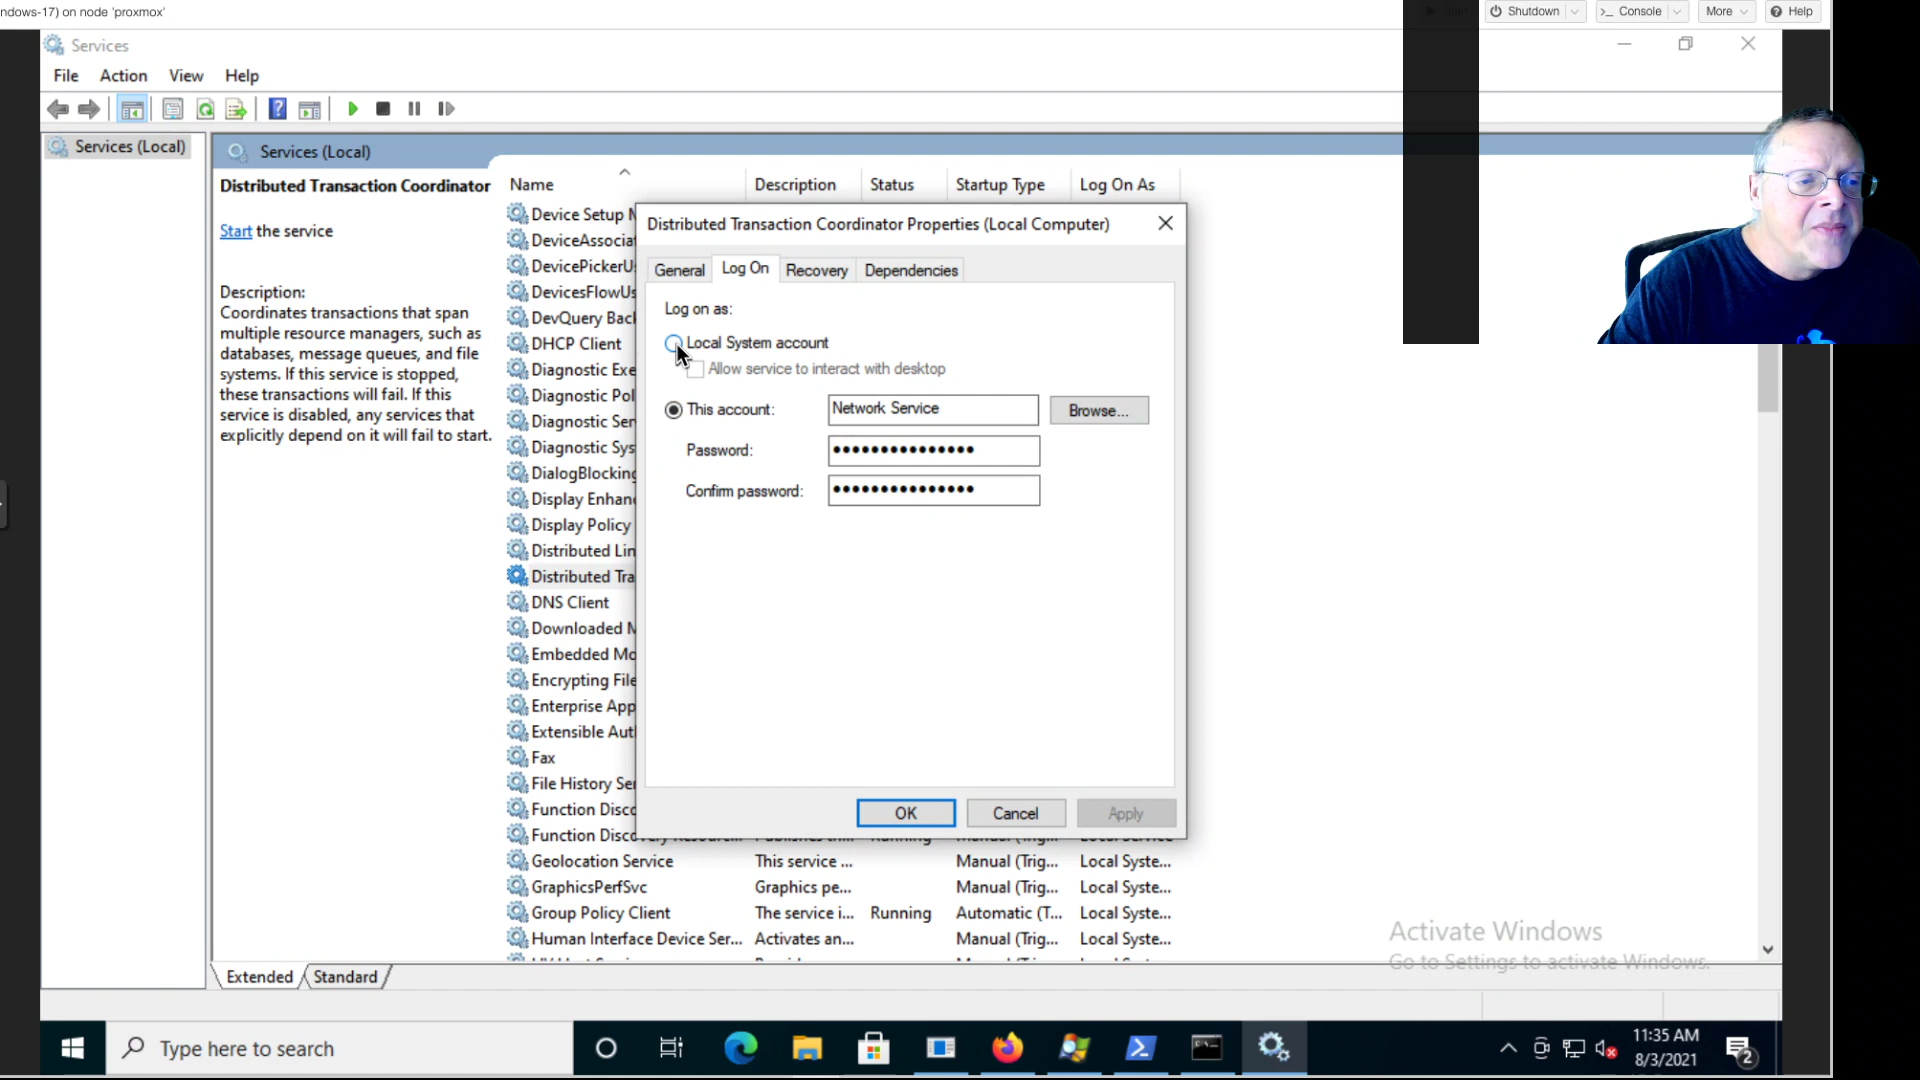 ndows-17) on node 'proxmox'
Shutdown
Console
More
Help
Services
File Action View Help
Services (Local)
Services (Local)
Distributed Transaction Coordinator
Start the service
Description:
Coordinates transactions that span
multiple resource managers, such as
databases, message queues, and file
systems. If this service is stopped,
these transactions will fail. If this
service is disabled, any services that
explicitly depend on it will fail to start.
Name Description Status Startup Type Log On As
Device Setup M
DeviceAssociat
DevicePickerUs
DevicesFlowUs
DevQuery Back
DHCP Client
Diagnostic Exe
Diagnostic Pol
Diagnostic Ser
Diagnostic Sys
DialogBlocking
Display Enhanc
Display Policy
Distributed Lin
Distributed Tra
DNS Client
Downloaded M
Embedded Mo
Encrypting File
Enterprise App
Extensible Aut
Fax
File History Ser
Function Disco
Function Discovery Resourc...
Geolocation Service This service ... Manual (Trig... Local Syste...
GraphicsPerfSvc Graphics pe... Manual (Trig... Local Syste...
Group Policy Client The service i... Running Automatic (T... Local Syste...
Human Interface Device Ser... Activates an... Manual (Trig... Local Syste...
Distributed Transaction Coordinator Properties (Local Computer)
General Log On Recovery Dependencies
Log on as:
Local System account
Allow service to interact with desktop
This account: Network Service Browse...
Password: •••••••••••••••
Confirm password: •••••••••••••••
OK Cancel Apply
Activate Windows
Go to Settings to activate Windows.
Extended Standard
Type here to search
11:35 AM
8/3/2021
2